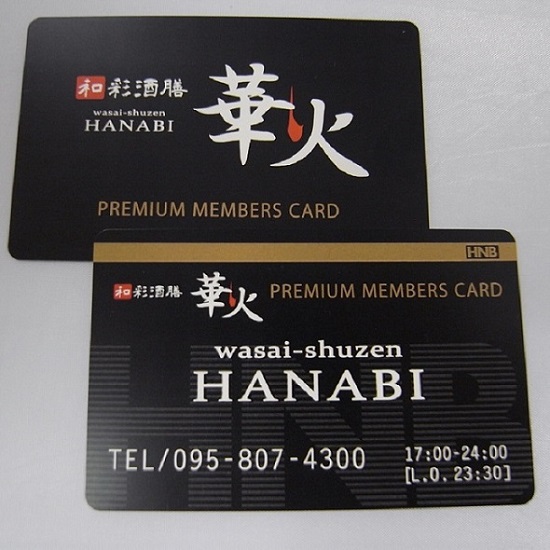 和彩酒膳
wasai-shuzen
HANABI
華火
PREMIUM MEMBERS CARD
HNB
和彩酒膳 華火 PREMIUM MEMBERS CARD
wasai-shuzen
HANABI
HNB
TEL/095-807-4300
17:00-24:00
[L.O.23:30]